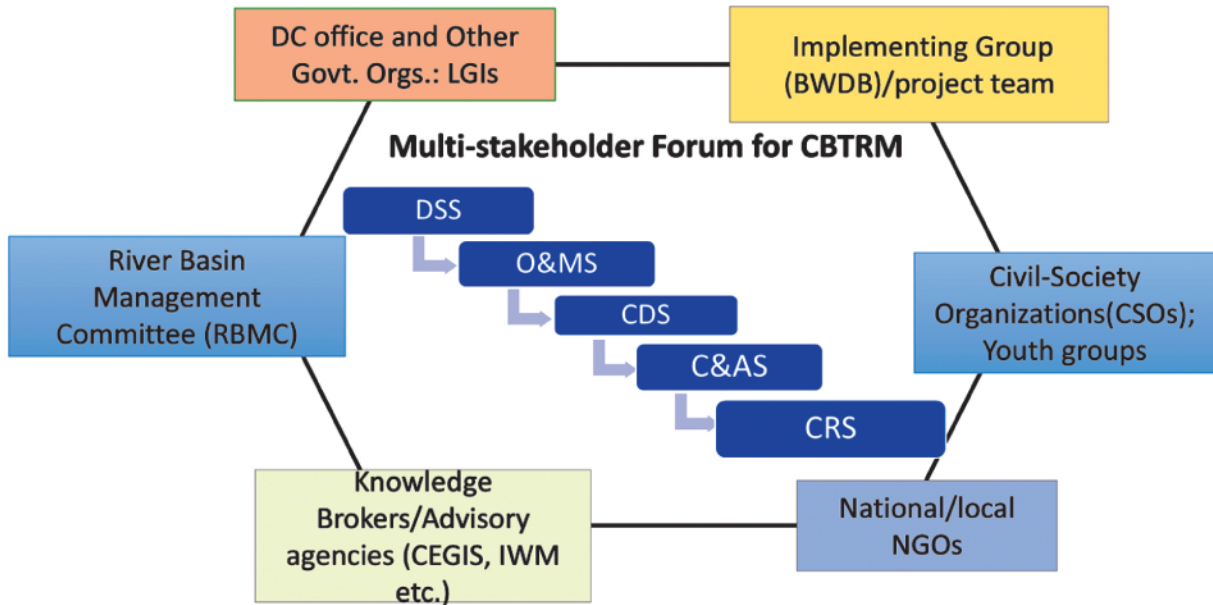 DC office and Other
Govt. Orgs.: LGIs
Implementing Group
(BWDB)/project team
Multi-stakeholder Forum for CBTRM
DSS
O&MS
CDS
C&AS
CRS
River Basin
Management
Committee (RBMC)
Civil-Society
Organizations(CSOs);
Youth groups
Knowledge
Brokers/Advisory
agencies (CEGIS, IWM
etc.)
National/local
NGOs